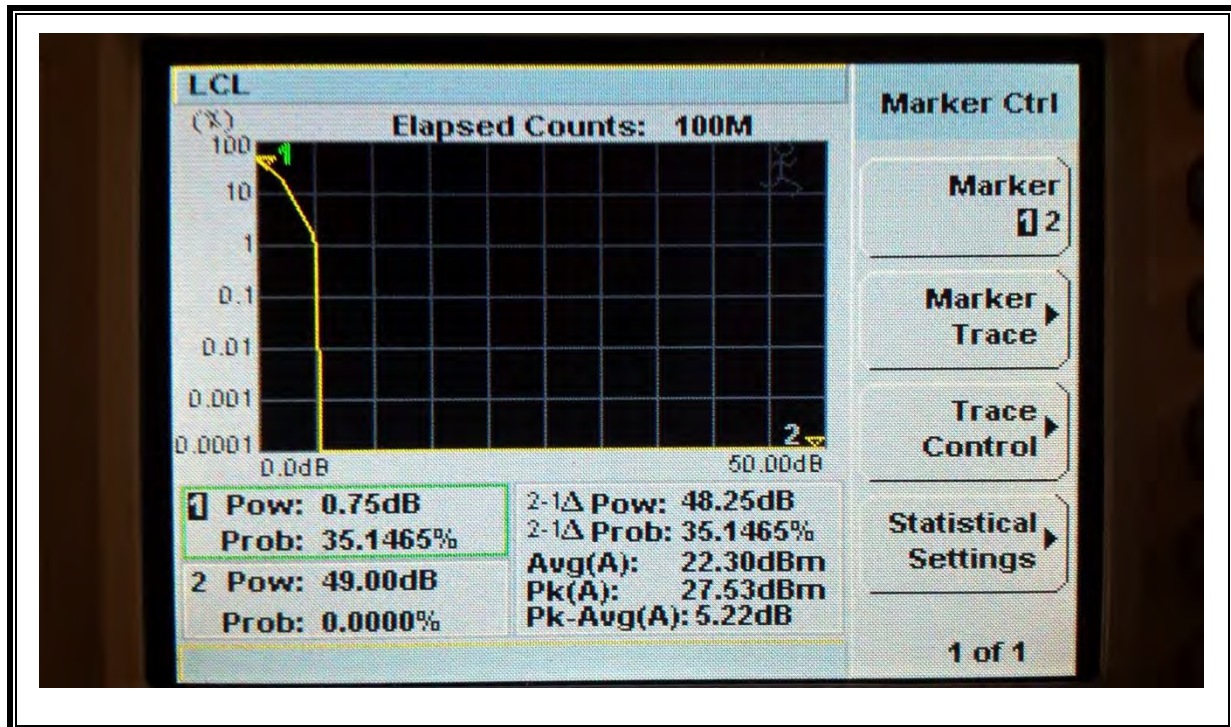 LCL
(%)
Elapsed Counts: 100M
100
10
1
0.1
0.01
0.001
0.0001
1
2
0.0dB
50.00dB
1 Pow: 0.75dB
Prob: 35.1465%
2 Pow: 49.00dB
Prob: 0.0000%
2-1Δ Pow: 48.25dB
2-1Δ Prob: 35.1465%
Avg(A): 22.30dBm
Pk(A): 27.53dBm
Pk-Avg(A): 5.22dB
Marker Ctrl
Marker
1 2
Marker
Trace
Trace
Control
Statistical
Settings
1 of 1